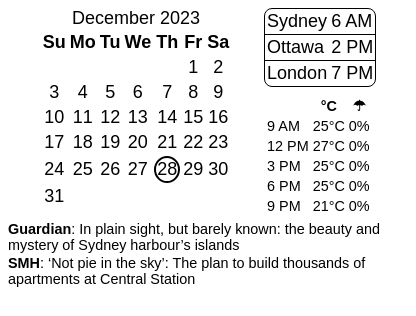 December 2023
Su Mo Tu We Th Fr Sa
1 2
3 4 5 6 7 8 9
10 11 12 13 14 15 16
17 18 19 20 21 22 23
24 25 26 27 28 29 30
31
Sydney 6 AM
Ottawa 2 PM
London 7 PM
°C ☂
9 AM 25°C 0%
12 PM 27°C 0%
3 PM 25°C 0%
6 PM 25°C 0%
9 PM 21°C 0%
Guardian: In plain sight, but barely known: the beauty and
mystery of Sydney harbour’s islands
SMH: ‘Not pie in the sky’: The plan to build thousands of
apartments at Central Station